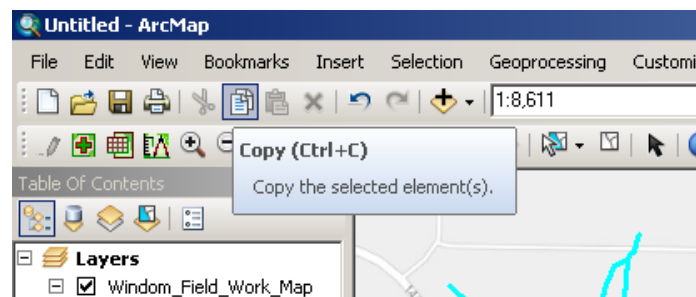 Untitled - ArcMap
File Edit View Bookmarks Insert Selection Geoprocessing Customi
1:8,611
Copy (Ctrl+C)
Table Of Contents
Copy the selected element(s).
Layers
Windom_Field_Work_Map